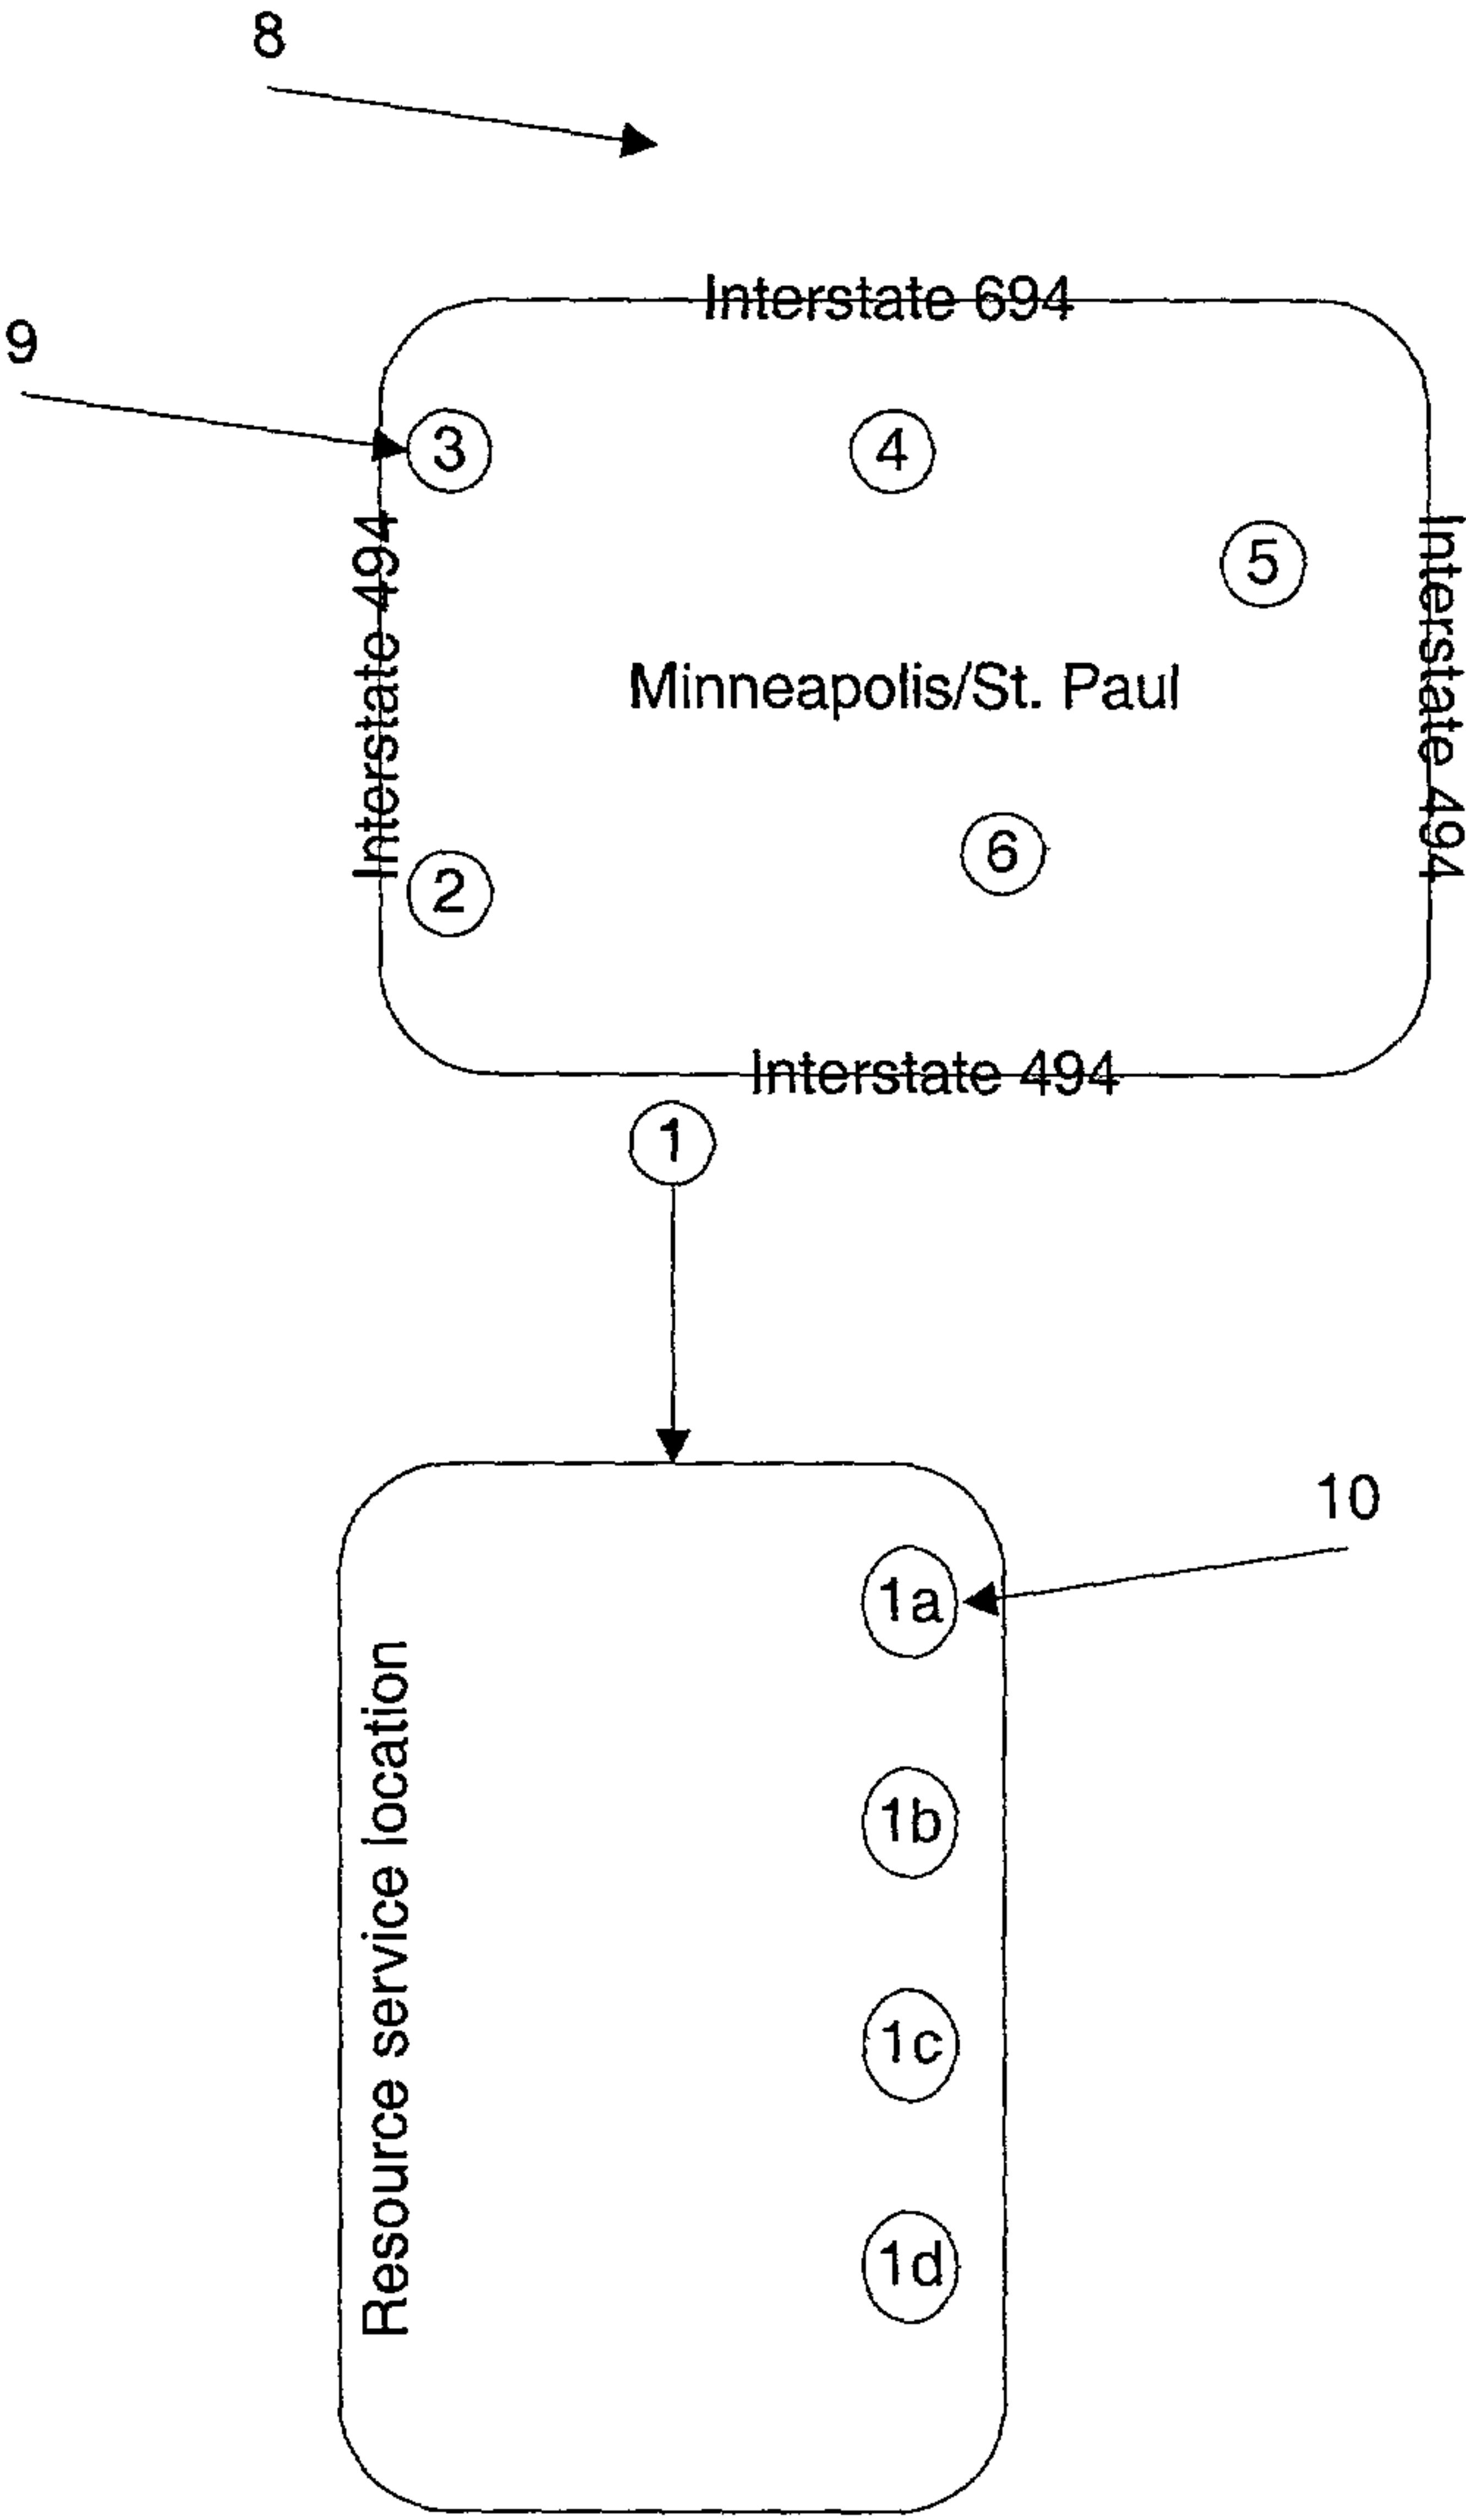 8
Interstate 694
9
3
4
Interstate 494
Interstate 494
5
Minneapolis/St. Paul
6
2
Interstate 494
1
10
1a
Resource service location
1b
1c
1d